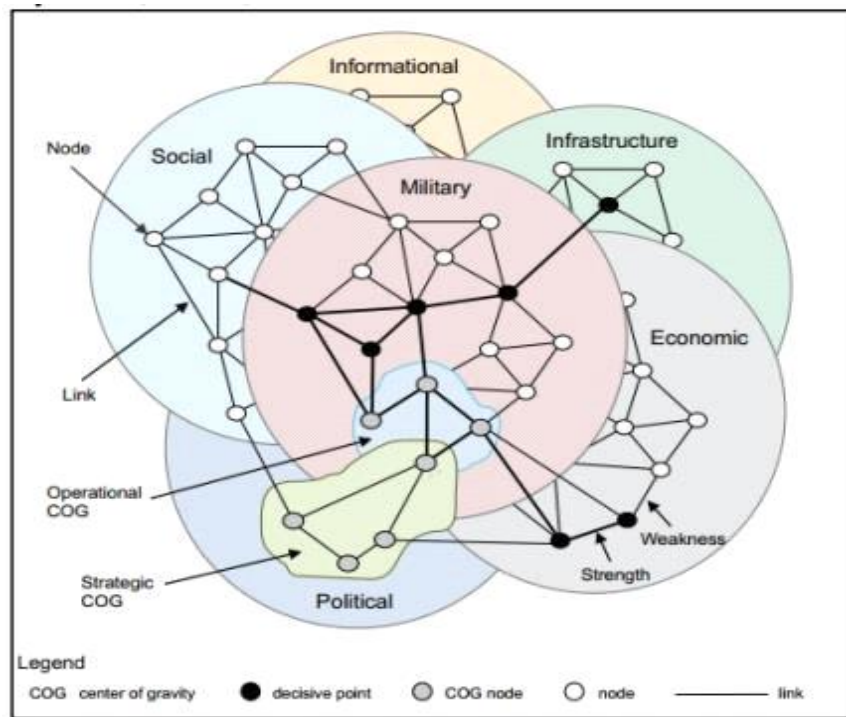 Informational
Infrastructure
Node
Social
Military
Economic
Link
Operational
COG
Weakness
Strength
Strategic
COG
Political
Legend
COG center of gravity decisive point COG node node link